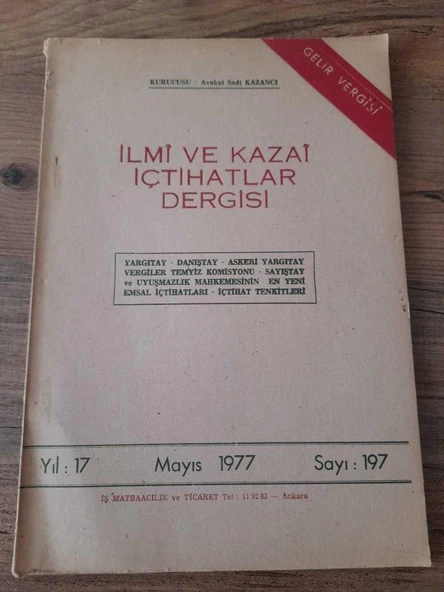 GELİR VERGİSİ
KURUCUSU : Avukat Sadi KAZANCI
İLMÎ VE KAZAÎ
İÇTİHATLAR
DERGİSİ
YARGITAY - DANIŞTAY - ASKERİ YARGITAY
VERGİLER TEMYİZ KOMİSYONU - SAYIŞTAY
ve UYUŞMAZLIK MAHKEMESİNİN EN YENİ
EMSAL İÇTİHATLARI - İÇTİHAT TENKİTLERİ
Yıl : 17 Mayıs 1977 Sayı : 197
İŞ MATBAACILIK ve TİCARET Tel : 11 92 83 — Ankara